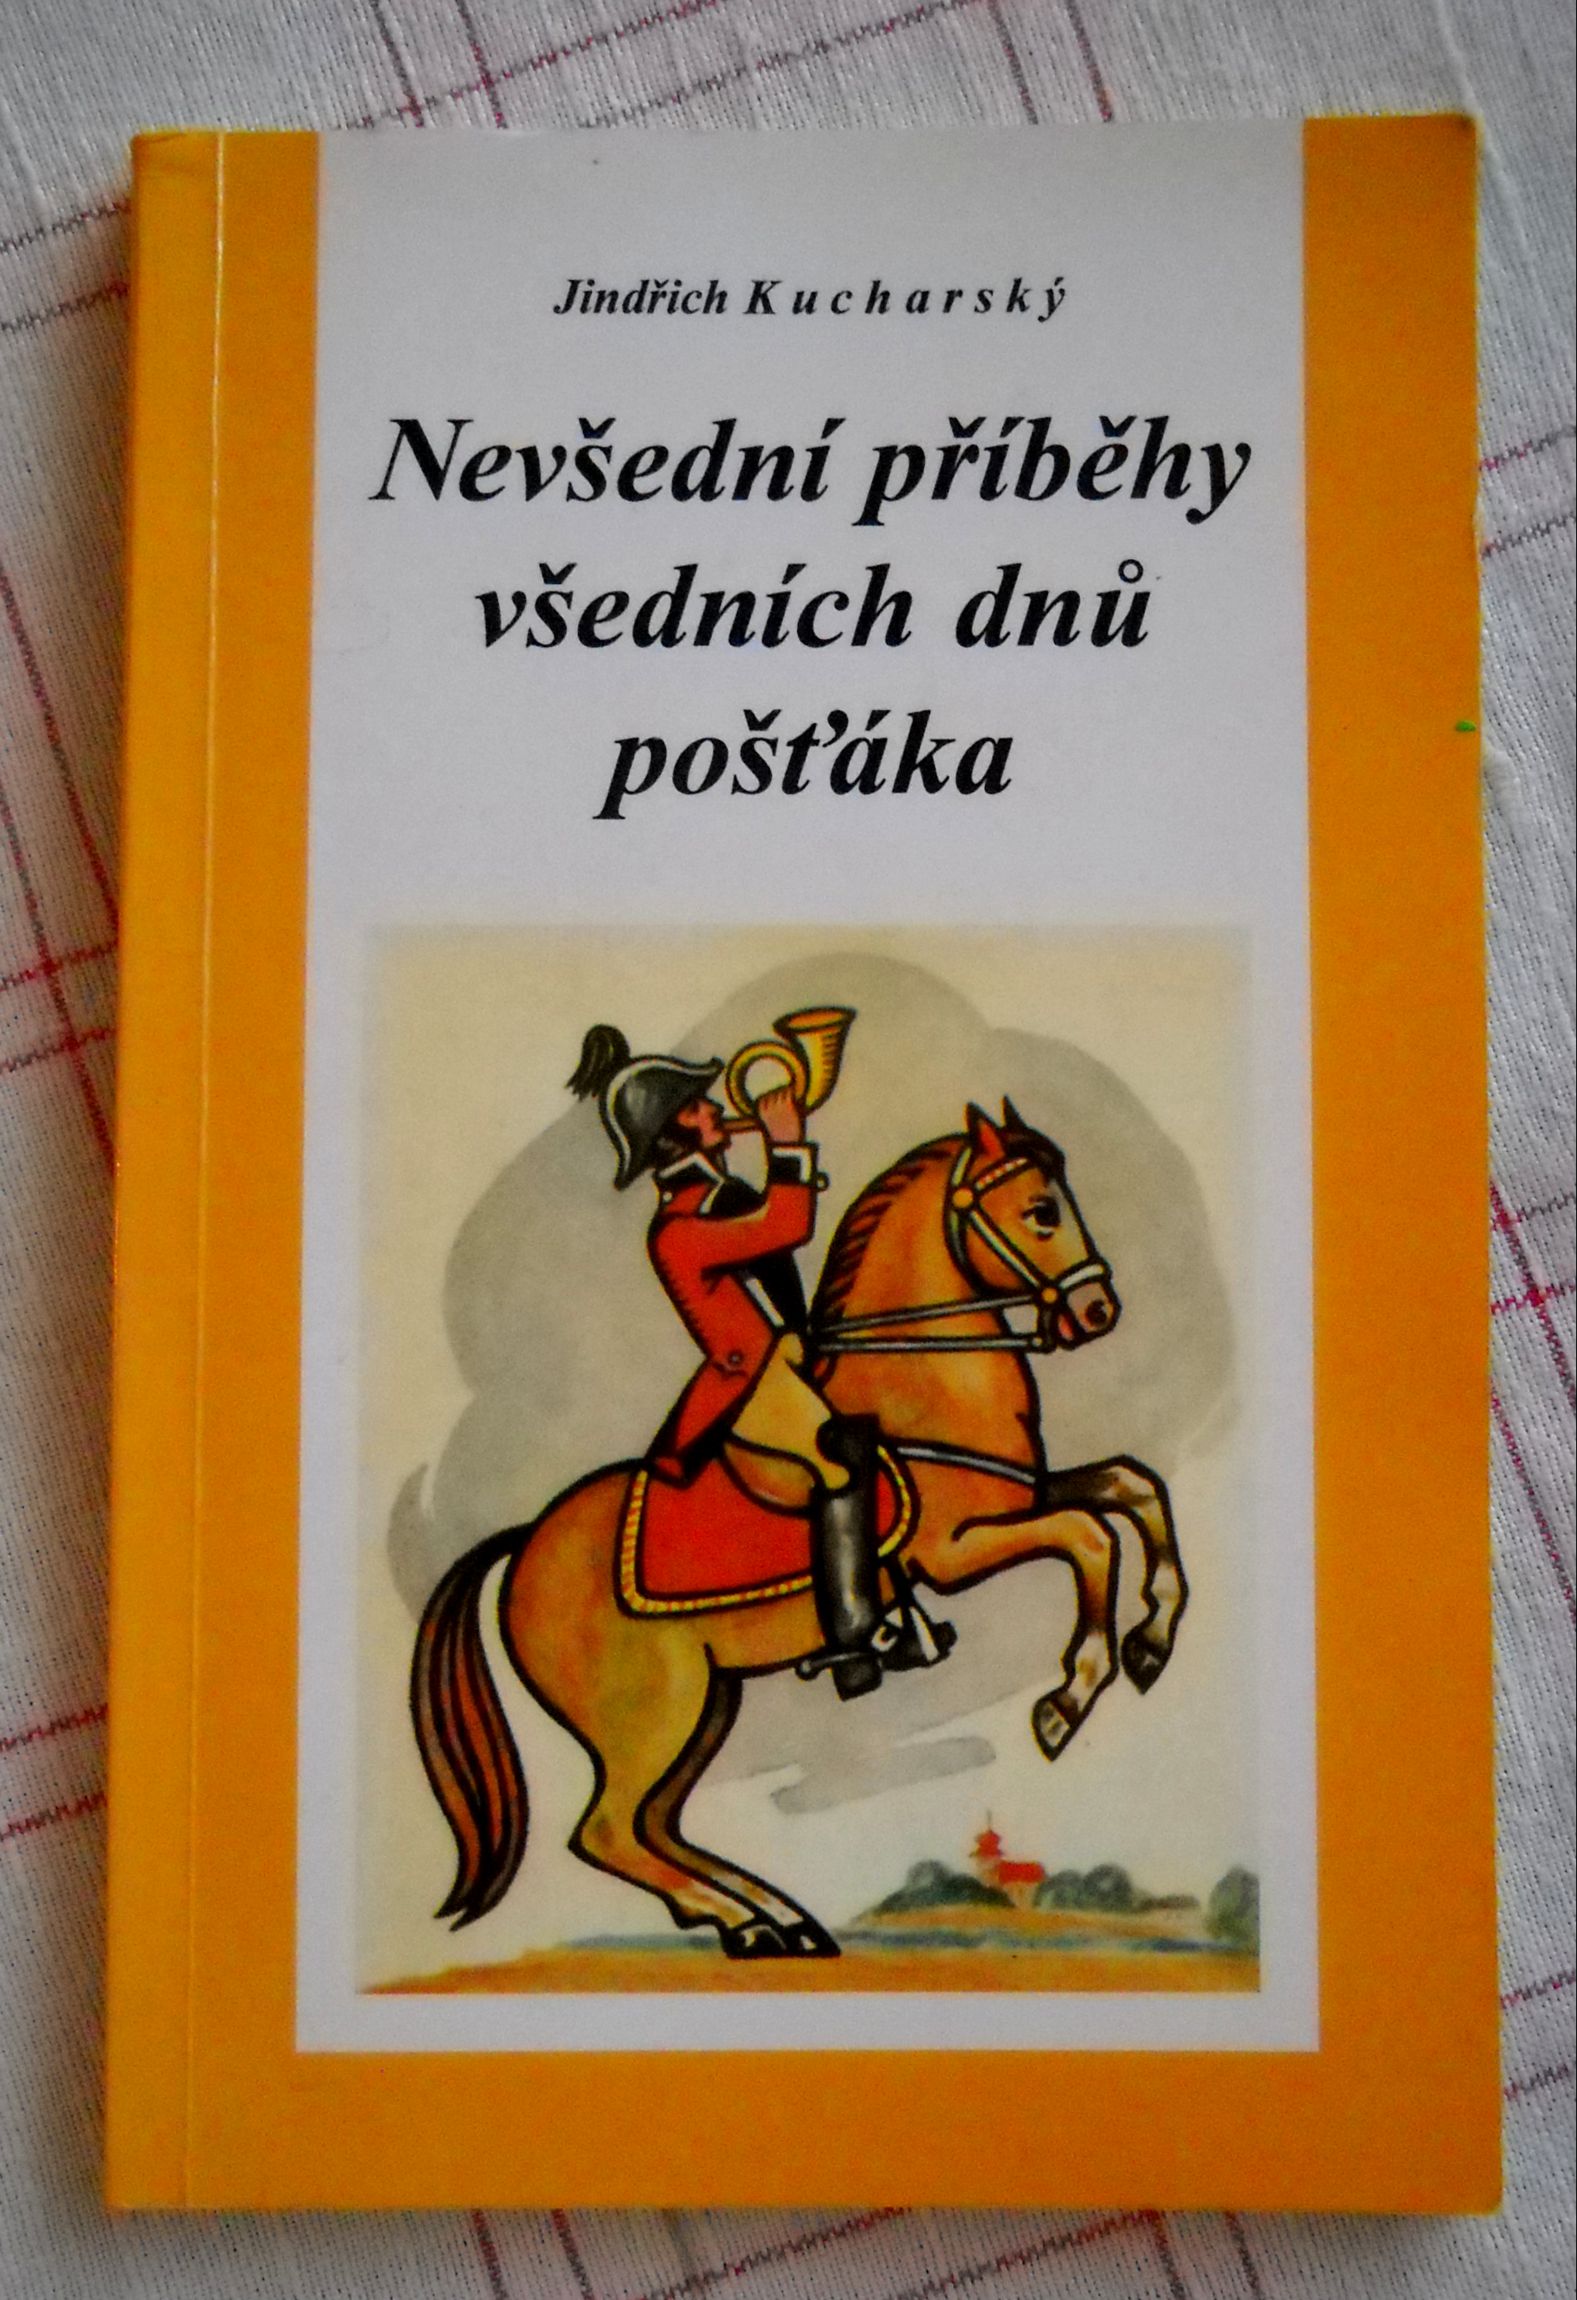 Jindřich Kucharský
Nevšední příběhy
všedních dnů
pošťáka